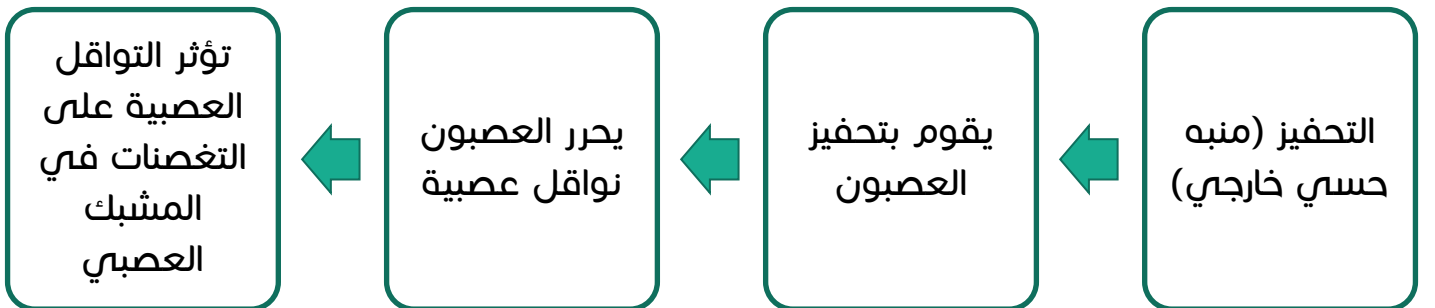 التحفيز (منبه
حسي خارجي)
يقوم بتحفيز
العصبون
يحرر العصبون
نواقل عصبية
تؤثر التواقل
العصبية على
التغصنات في
المشبك
العصبي